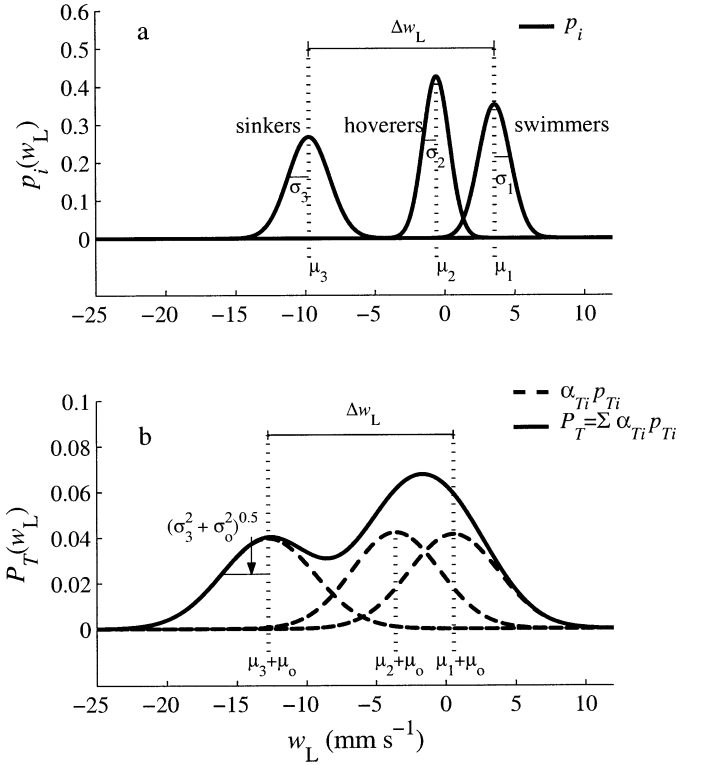 0.6
a
Δw_L
p_i
0.5
0.4
sinkers
hoverers
swimmers
0.3
p_i(w_L)
0.2
σ_3
σ_2
σ_1
0.1
0
μ_3
μ_2
μ_1
−25 −20 −15 −10 −5 0 5 10
0.1
b
Δw_L
α_Ti p_Ti
P_T=Σ α_Ti p_Ti
0.08
0.06
(σ_3^2 + σ_o^2)^0.5
P_T(w_L)
0.04
0.02
0
μ_3+μ_o
μ_2+μ_o
μ_1+μ_o
−25 −20 −15 −10 −5 0 5 10
w_L (mm s^−1)